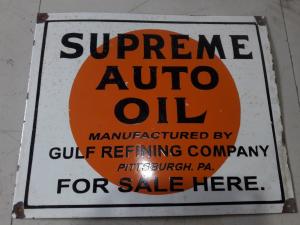 SUPREME
AUTO
OIL
MANUFACTURED BY
GULF REFINING COMPANY
PITTSBURGH, PA.
FOR SALE HERE.